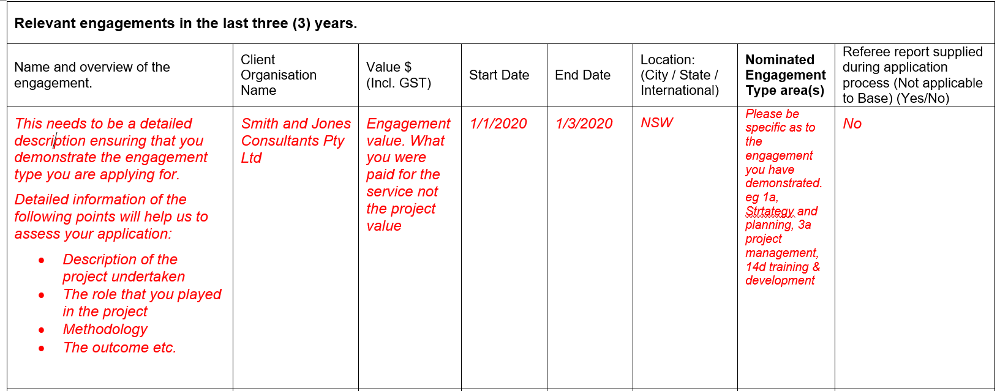 Relevant engagements in the last three (3) years.
Name and overview of the
engagement.
Client
Organisation
Name
Value $
(Incl. GST)
Start Date
End Date
Location:
(City / State /
International)
Nominated
Engagement
Type area(s)
Referee report supplied
during application
process (Not applicable
to Base) (Yes/No)
This needs to be a detailed
description ensuring that you
demonstrate the engagement
type you are applying for.
Detailed information of the
following points will help us to
assess your application:
• Description of the
project undertaken
• The role that you played
in the project
• Methodology
• The outcome etc.
Smith and Jones
Consultants Pty
Ltd
Engagement
value. What
you were
paid for the
service not
the project
value
1/1/2020
1/3/2020
NSW
Please be
specific as to
the
engagement
you have
demonstrated.
eg 1a,
Strtategy and
planning, 3a
project
management,
14d training &
development
No